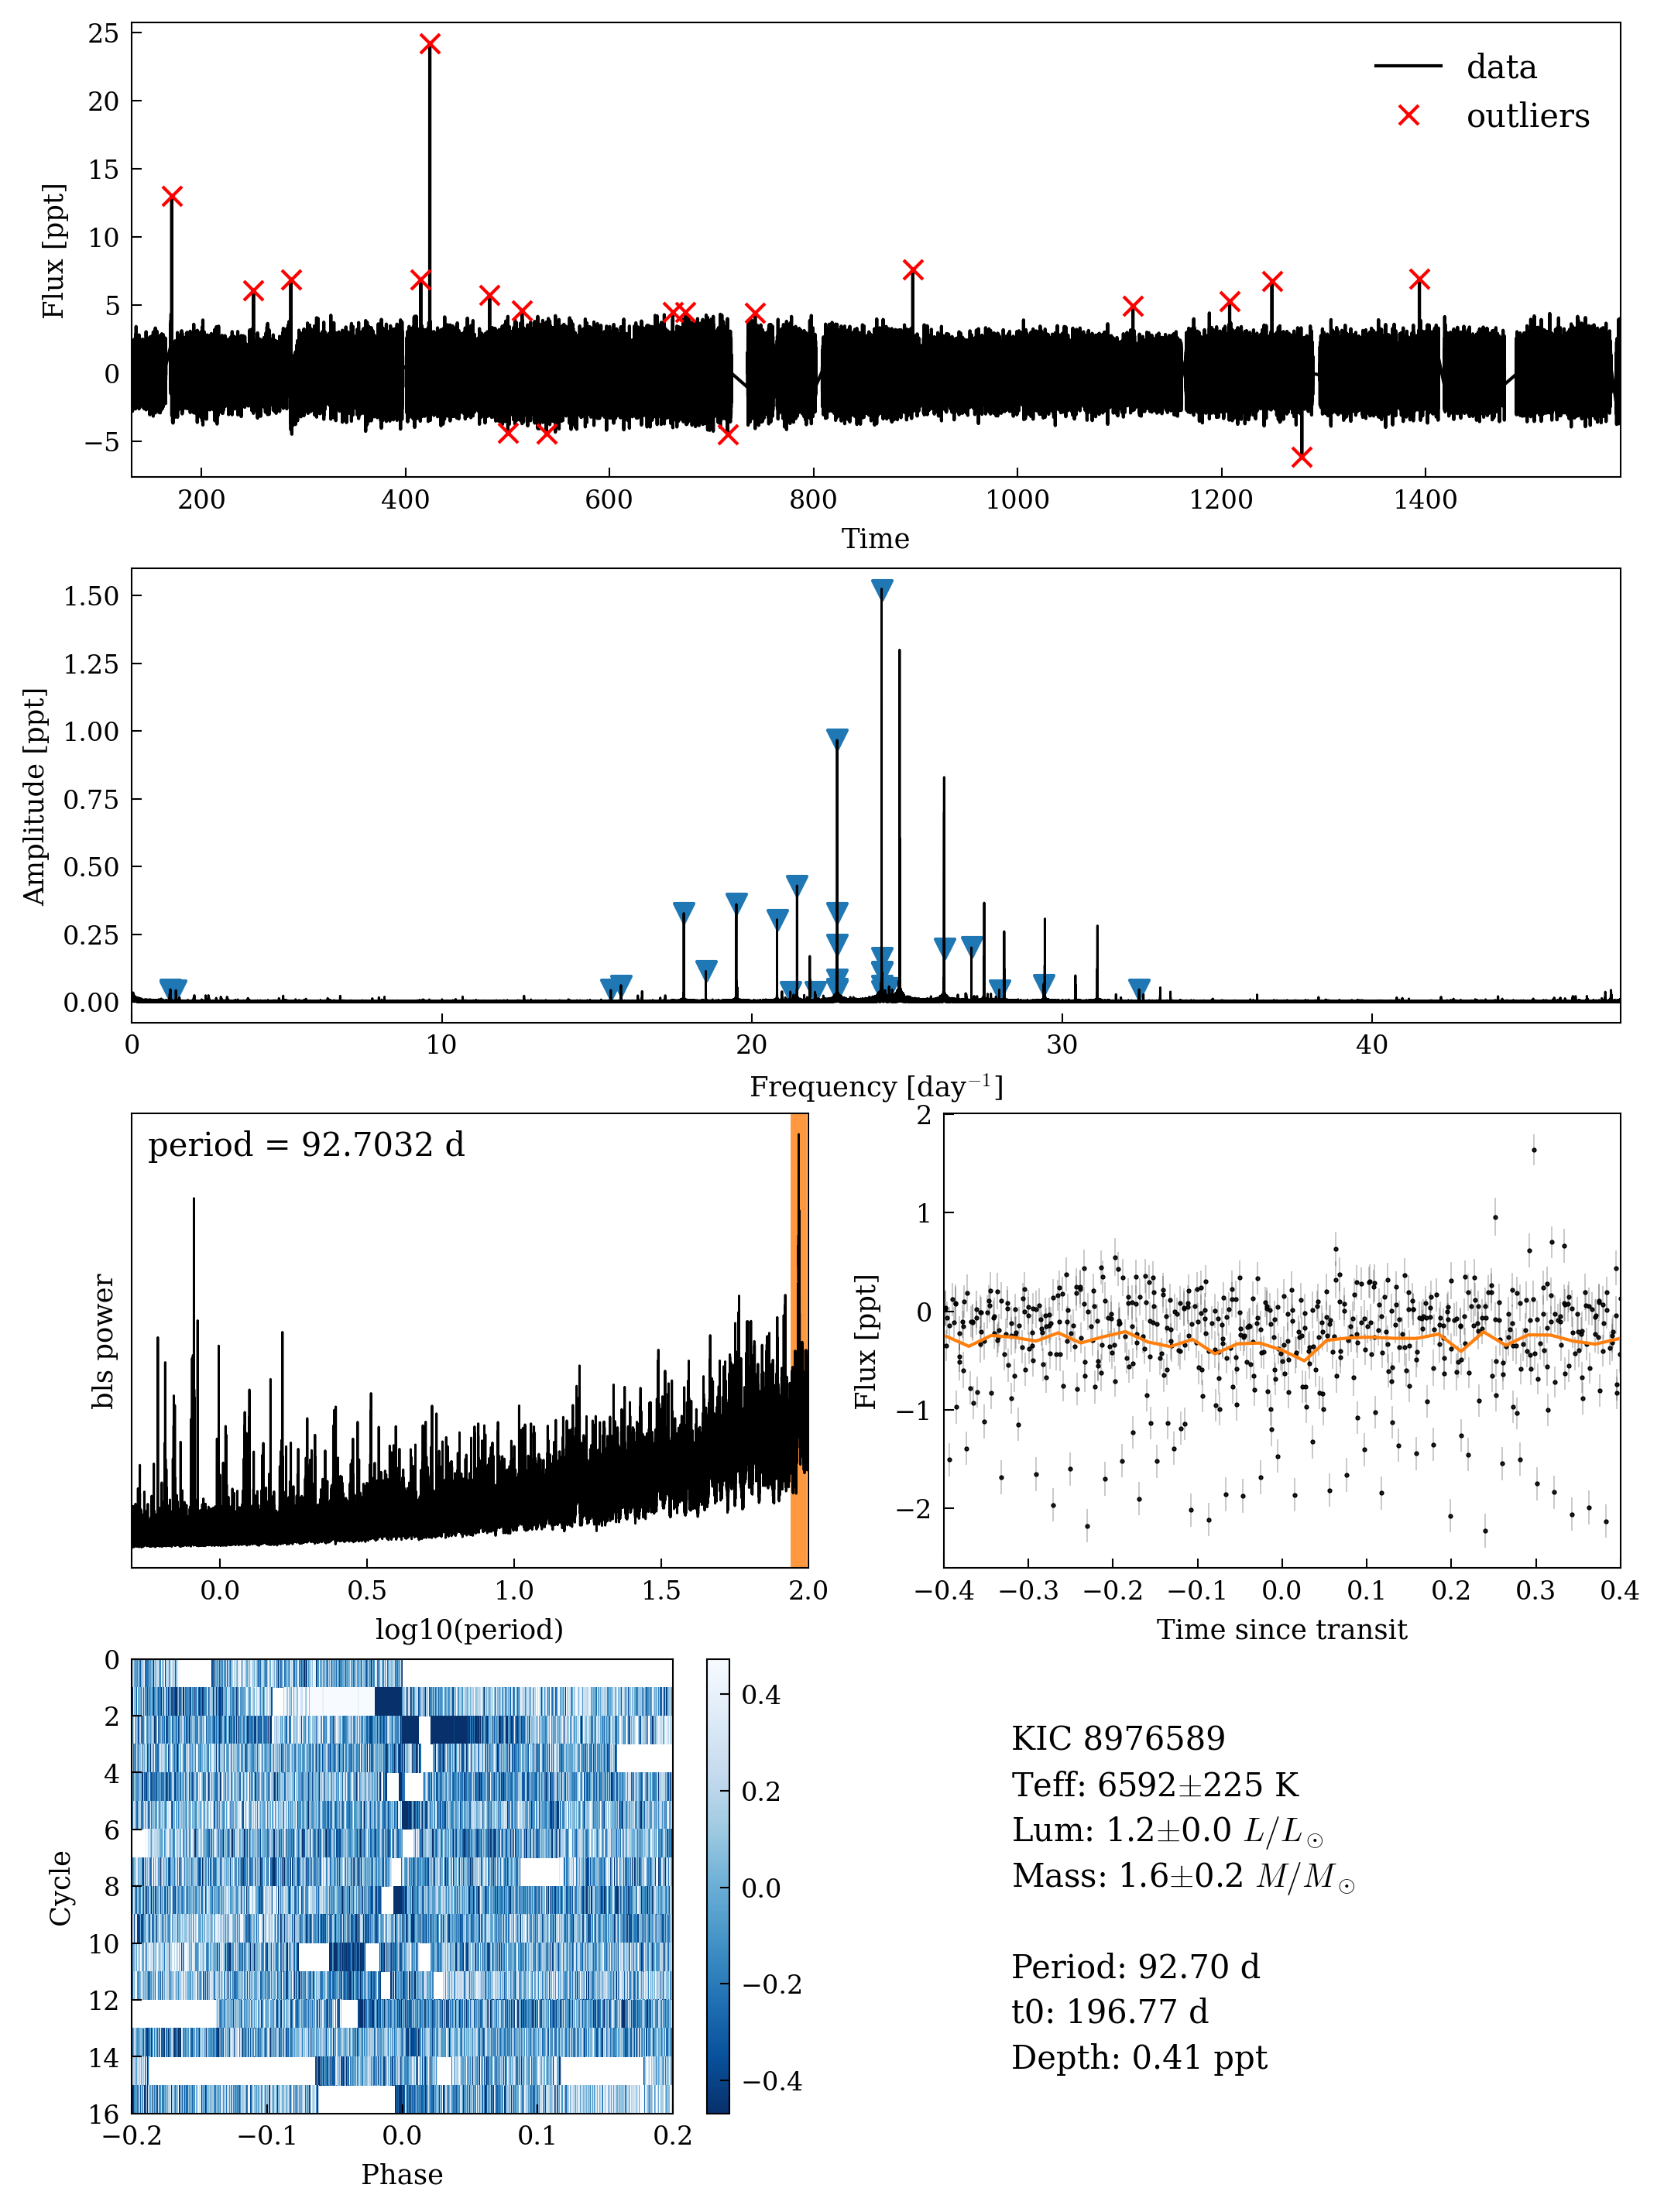 25
20
15
10
5
0
−5
Flux [ppt]
data
outliers
200 400 600 800 1000 1200 1400
Time
1.50
1.25
1.00
0.75
0.50
0.25
0.00
Amplitude [ppt]
0 10 20 30 40
Frequency [day⁻¹]
period = 92.7032 d
bls power
0.0 0.5 1.0 1.5 2.0
log10(period)
2
1
0
−1
−2
Flux [ppt]
−0.4 −0.3 −0.2 −0.1 0.0 0.1 0.2 0.3 0.4
Time since transit
0
2
4
6
8
10
12
14
16
Cycle
−0.2 −0.1 0.0 0.1 0.2
Phase
0.4
0.2
0.0
−0.2
−0.4
KIC 8976589
Teff: 6592±225 K
Lum: 1.2±0.0 L/L⊙
Mass: 1.6±0.2 M/M⊙
Period: 92.70 d
t0: 196.77 d
Depth: 0.41 ppt